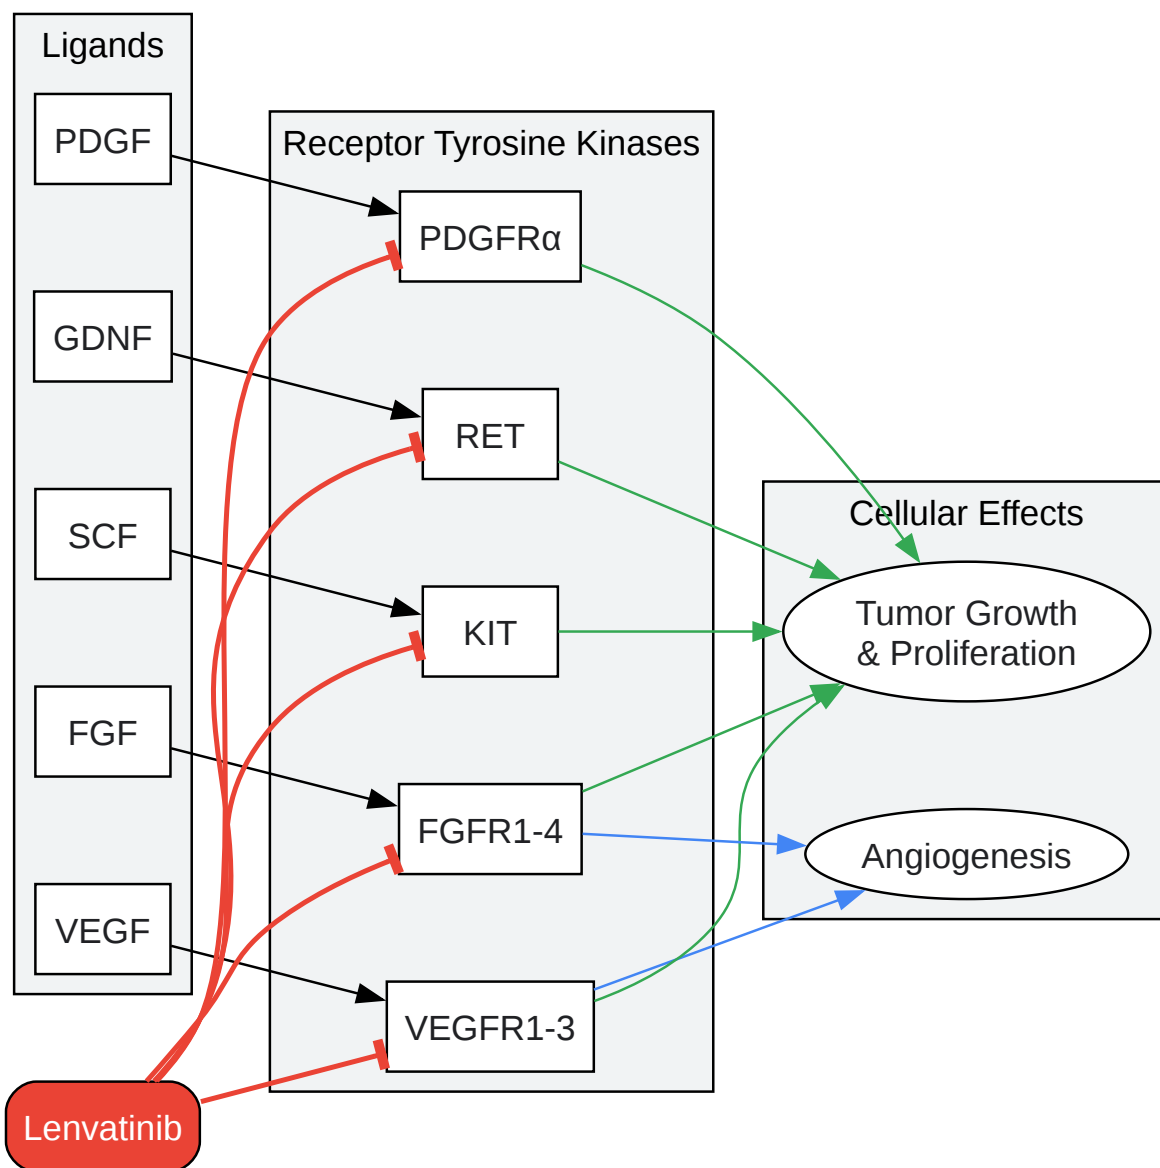 Ligands
PDGF
GDNF
SCF
FGF
VEGF
Lenvatinib
Receptor Tyrosine Kinases
PDGFRα
RET
KIT
FGFR1-4
VEGFR1-3
Cellular Effects
Tumor Growth
& Proliferation
Angiogenesis